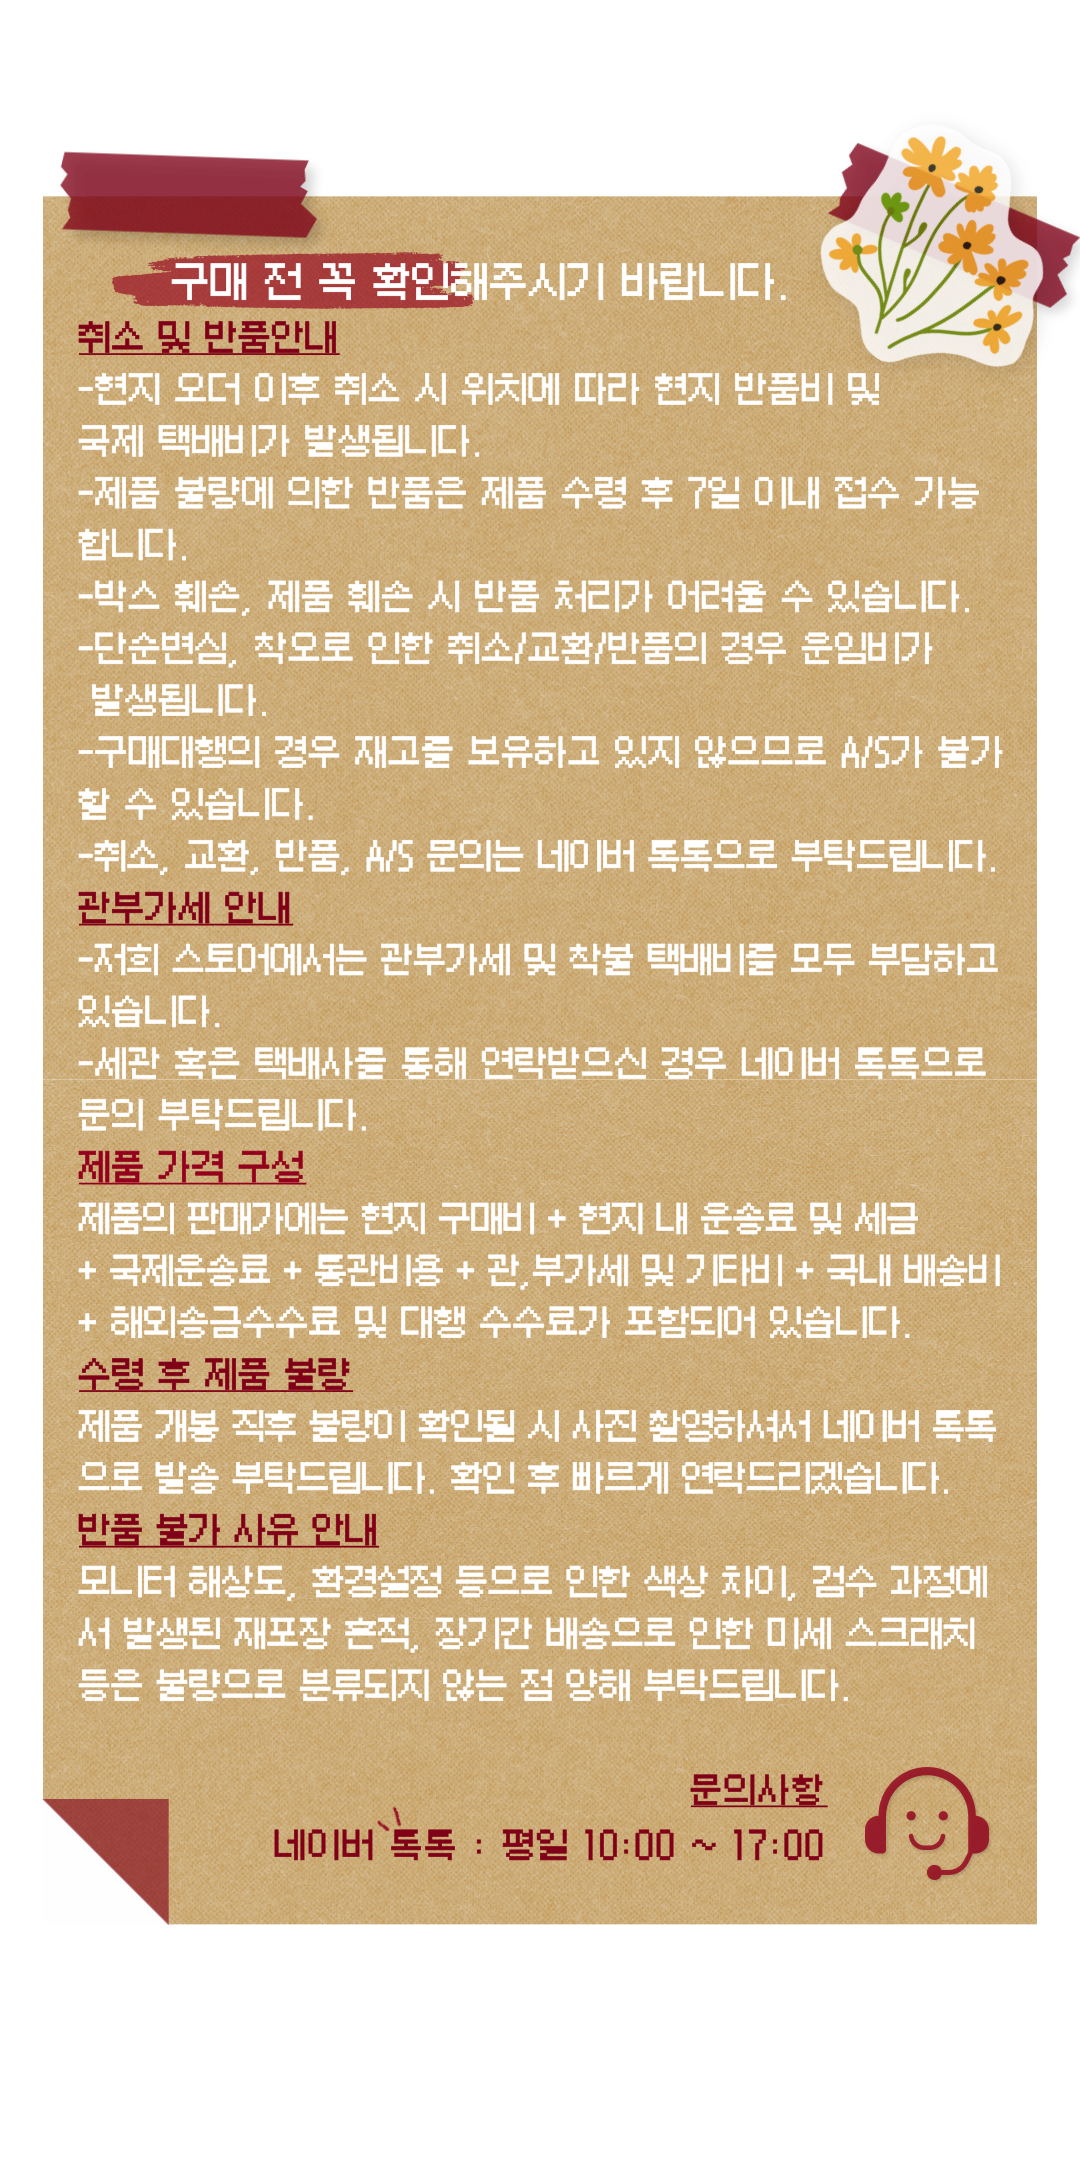 구매 전 꼭 확인해주시기 바랍니다.
취소 및 반품안내
-현지 오더 이후 취소 시 위치에 따라 현지 반품비 및
국제 택배비가 발생됩니다.
-제품 불량에 의한 반품은 제품 수령 후 7일 이내 접수 가능
합니다.
-박스 훼손, 제품 훼손 시 반품 처리가 어려울 수 있습니다.
-단순변심, 착오로 인한 취소/교환/반품의 경우 운임비가
발생됩니다.
-구매대행의 경우 재고를 보유하고 있지 않으므로 A/S가 불가
할 수 있습니다.
-취소, 교환, 반품, A/S 문의는 네이버 톡톡으로 부탁드립니다.
관부가세 안내
-저희 스토어에서는 관부가세 및 착불 택배비를 모두 부담하고
있습니다.
-세관 혹은 택배사를 통해 연락받으신 경우 네이버 톡톡으로
문의 부탁드립니다.
제품 가격 구성
제품의 판매가에는 현지 구매비 + 현지 내 운송료 및 세금
+ 국제운송료 + 통관비용 + 관,부가세 및 기타비 + 국내 배송비
+ 해외송금수수료 및 대행 수수료가 포함되어 있습니다.
수령 후 제품 불량
제품 개봉 직후 불량이 확인될 시 사진 촬영하셔서 네이버 톡톡
으로 발송 부탁드립니다. 확인 후 빠르게 연락드리겠습니다.
반품 불가 사유 안내
모니터 해상도, 환경설정 등으로 인한 색상 차이, 검수 과정에
서 발생된 재포장 흔적, 장기간 배송으로 인한 미세 스크래치
등은 불량으로 분류되지 않는 점 양해 부탁드립니다.
문의사항
네이버 톡톡 : 평일 10:00 ~ 17:00